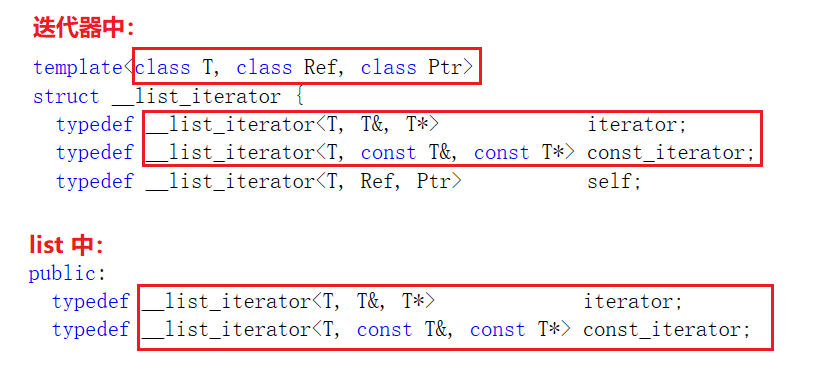 迭代器中：
template<class T, class Ref, class Ptr>
struct __list_iterator {
typedef __list_iterator<T, T&, T*> iterator;
typedef __list_iterator<T, const T&, const T*> const_iterator;
typedef __list_iterator<T, Ref, Ptr> self;
list 中：
public:
typedef __list_iterator<T, T&, T*> iterator;
typedef __list_iterator<T, const T&, const T*> const_iterator;